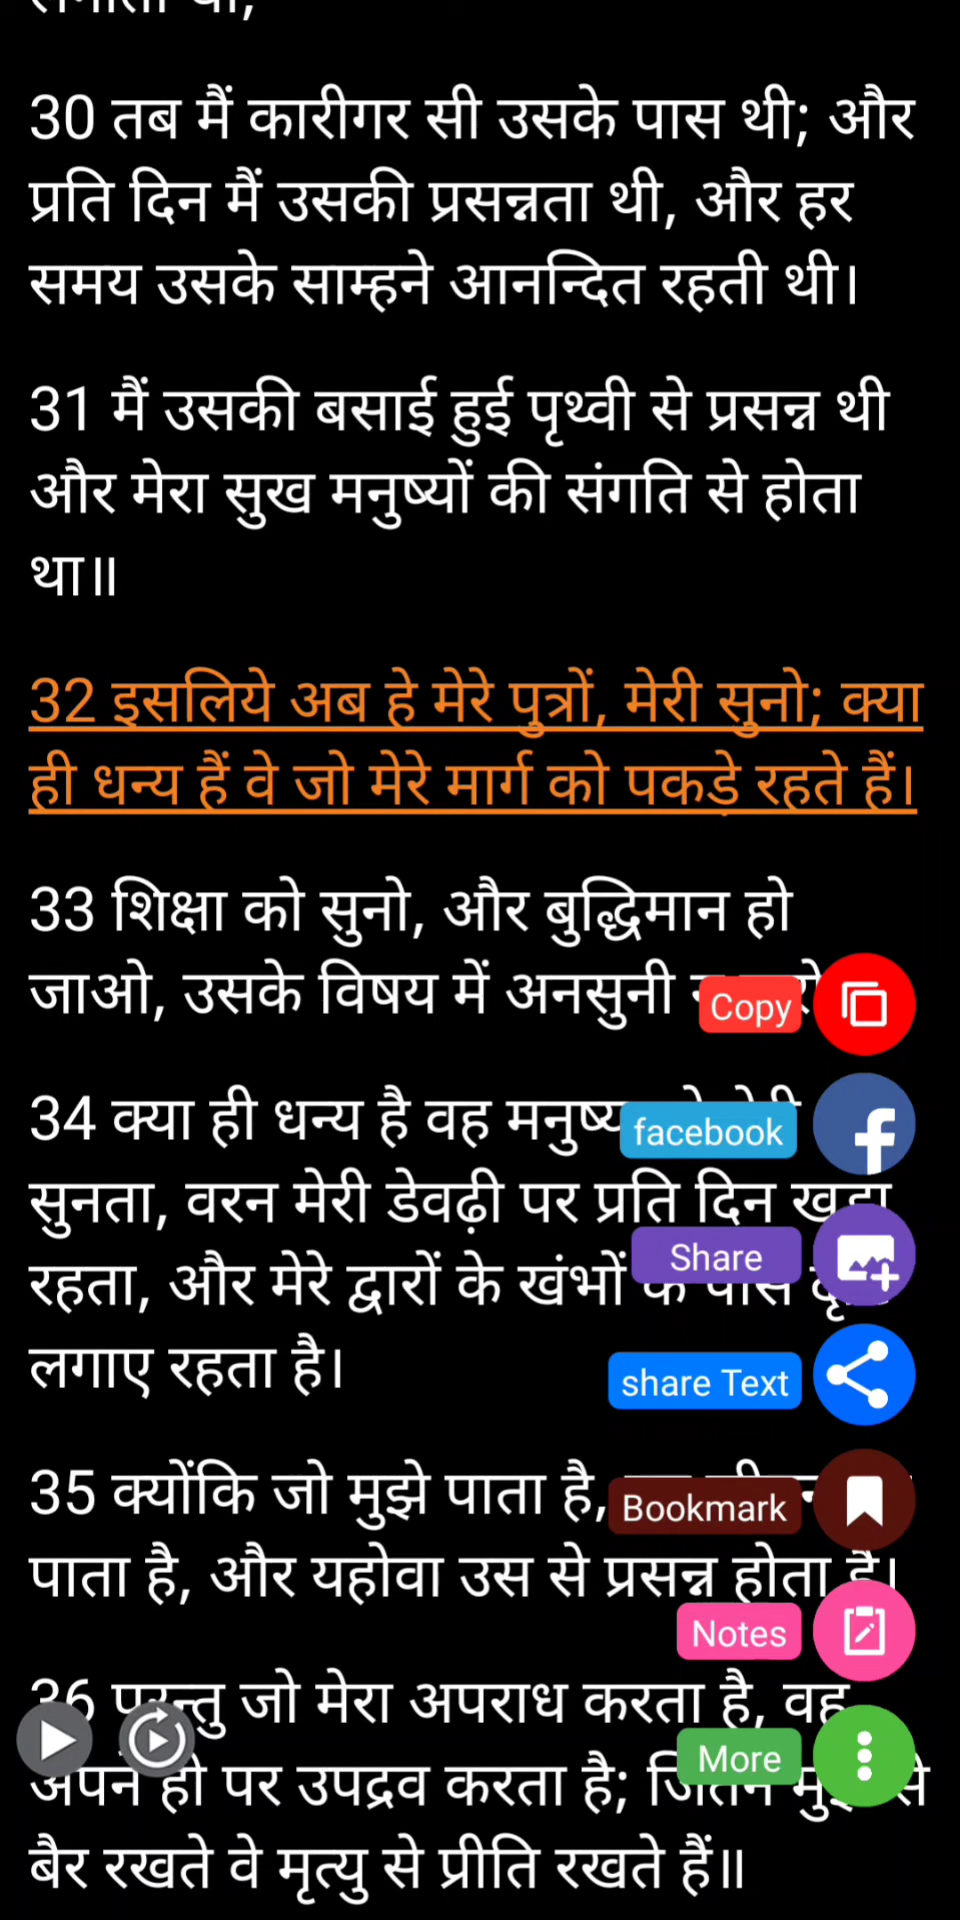 30 तब मैं कारीगर सी उसके पास थी; और
प्रति दिन मैं उसकी प्रसन्नता थी, और हर
समय उसके साम्हने आनन्दित रहती थी।
31 मैं उसकी बसाई हुई पृथ्वी से प्रसन्न थी
और मेरा सुख मनुष्यों की संगति से होता
था॥
32 इसलिये अब हे मेरे पुत्रों, मेरी सुनो; क्या
ही धन्य हैं वे जो मेरे मार्ग को पकड़े रहते हैं।
33 शिक्षा को सुनो, और बुद्धिमान हो
जाओ, उसके विषय में अनसुनी
Copy
34 क्या ही धन्य है वह मनुष्य
facebook
सुनता, वरन मेरी डेवढ़ी पर प्रति दिन खड़ा
Share
रहता, और मेरे द्वारों के खंभों के पास
लगाए रहता है।
share Text
35 क्योंकि जो मुझे पाता है,
Bookmark
पाता है, और यहोवा उस से प्रसन्न होता है।
Notes
36 परन्तु जो मेरा अपराध करता है, वह
More
अपने ही पर उपद्रव करता है; जितने मुझ से
बैर रखते वे मृत्यु से प्रीति रखते हैं॥